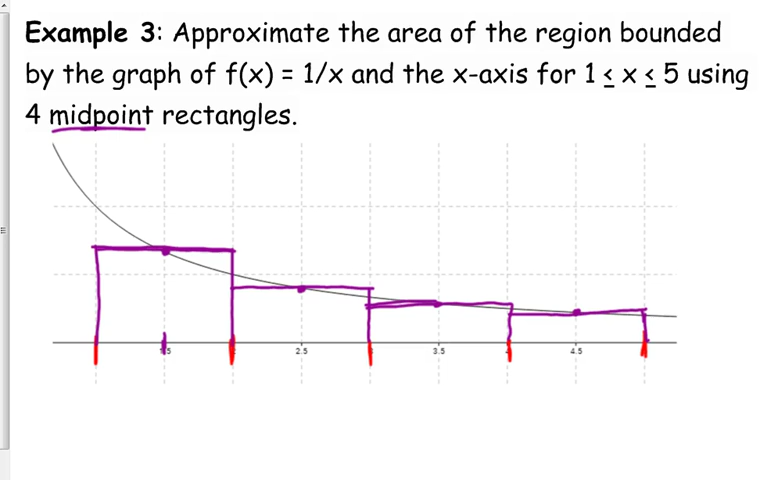 Example 3: Approximate the area of the region bounded
by the graph of f(x) = 1/x and the x-axis for 1 ≤ x ≤ 5 using
4 midpoint rectangles.
2.5 3.5 4.5